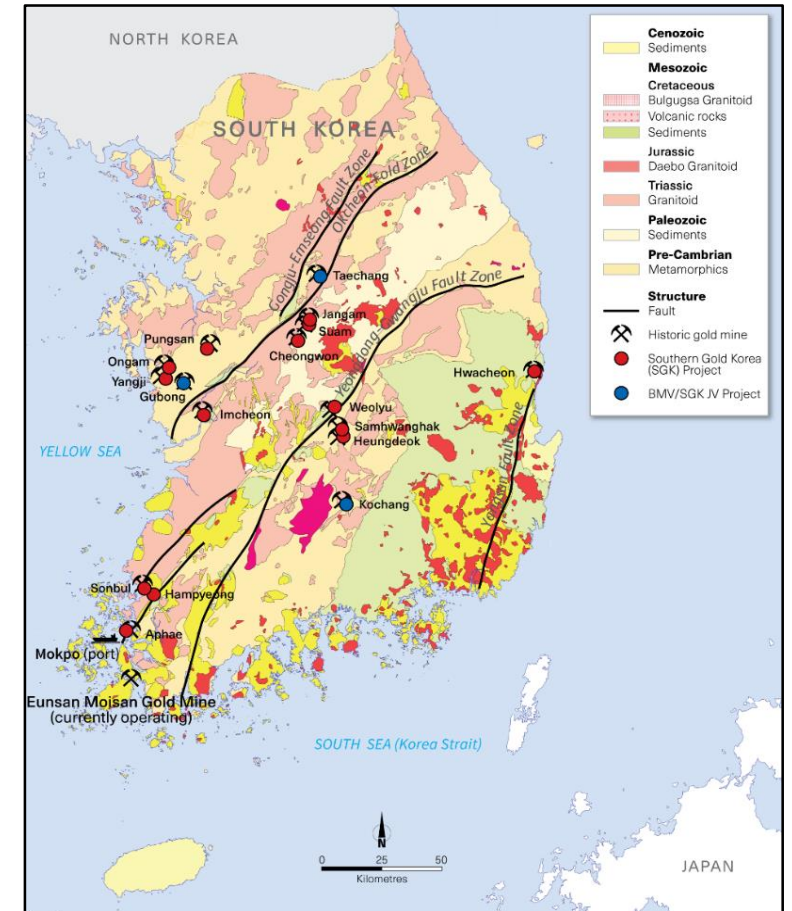 NORTH KOREA
SOUTH KOREA
Gongju-Emseong Fault Zone
Okcheon Fold Zone
Taechang
Yeongdong-Kwangju Fault Zone
Jangam
Suam
Cheongwon
Pungsan
Ongam
Yangji
Gubong
Imcheon
Hwacheon
Weolyu
Samhwanghak
Heungdeok
YELLOW SEA
Yangsan Fault Zone
Kochang
Sonbul
Hampyeong
Aphae
Mokpo (port)
Eunsan Moisan Gold Mine
(currently operating)
SOUTH SEA (Korea Strait)
N
0 25 50
Kilometres
JAPAN
Cenozoic
Sediments
Mesozoic
Cretaceous
Bulgugsa Granitoid
Volcanic rocks
Sediments
Jurassic
Daebo Granitoid
Triassic
Granitoid
Paleozoic
Sediments
Pre-Cambrian
Metamorphics
Structure
Fault
Historic gold mine
Southern Gold Korea
(SGK) Project
BMV/SGK JV Project